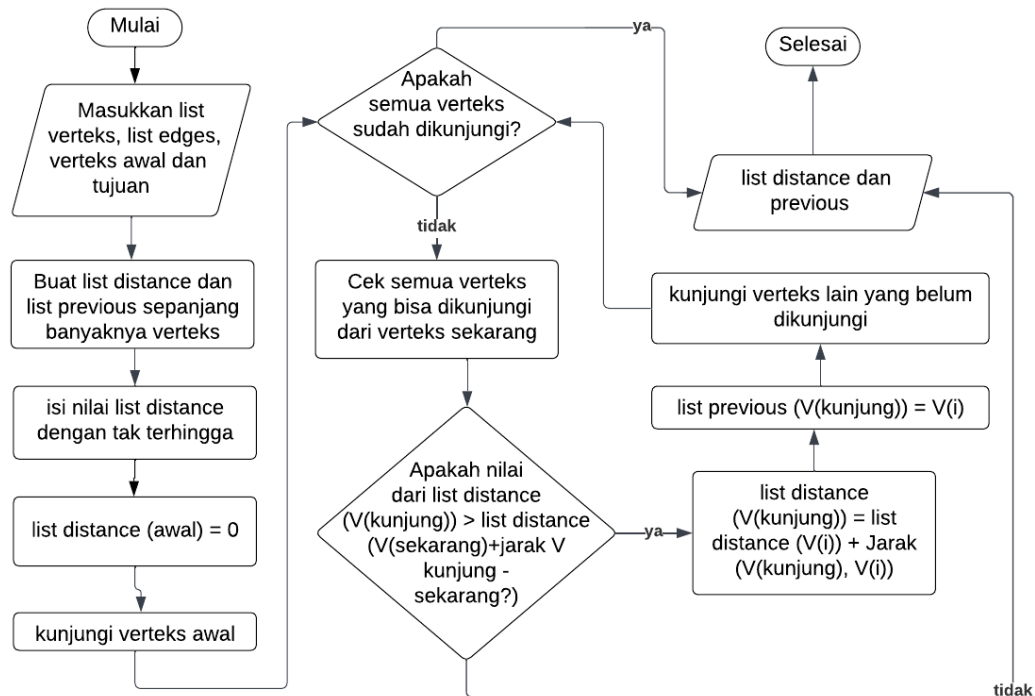 Mulai
Masukkan list
verteks, list edges,
verteks awal dan
tujuan
Buat list distance dan
list previous sepanjang
banyaknya verteks
isi nilai list distance
dengan tak terhingga
list distance (awal) = 0
kunjungi verteks awal
Apakah
semua verteks
sudah dikunjungi?
ya
tidak
Cek semua verteks
yang bisa dikunjungi
dari verteks sekarang
Apakah nilai
dari list distance
(V(kunjung)) > list distance
(V(sekarang)+jarak V
kunjung -
sekarang?)
ya
tidak
list distance
(V(kunjung)) = list
distance (V(i)) + Jarak
(V(kunjung), V(i))
list previous (V(kunjung)) = V(i)
kunjungi verteks lain yang belum
dikunjungi
list distance dan
previous
Selesai